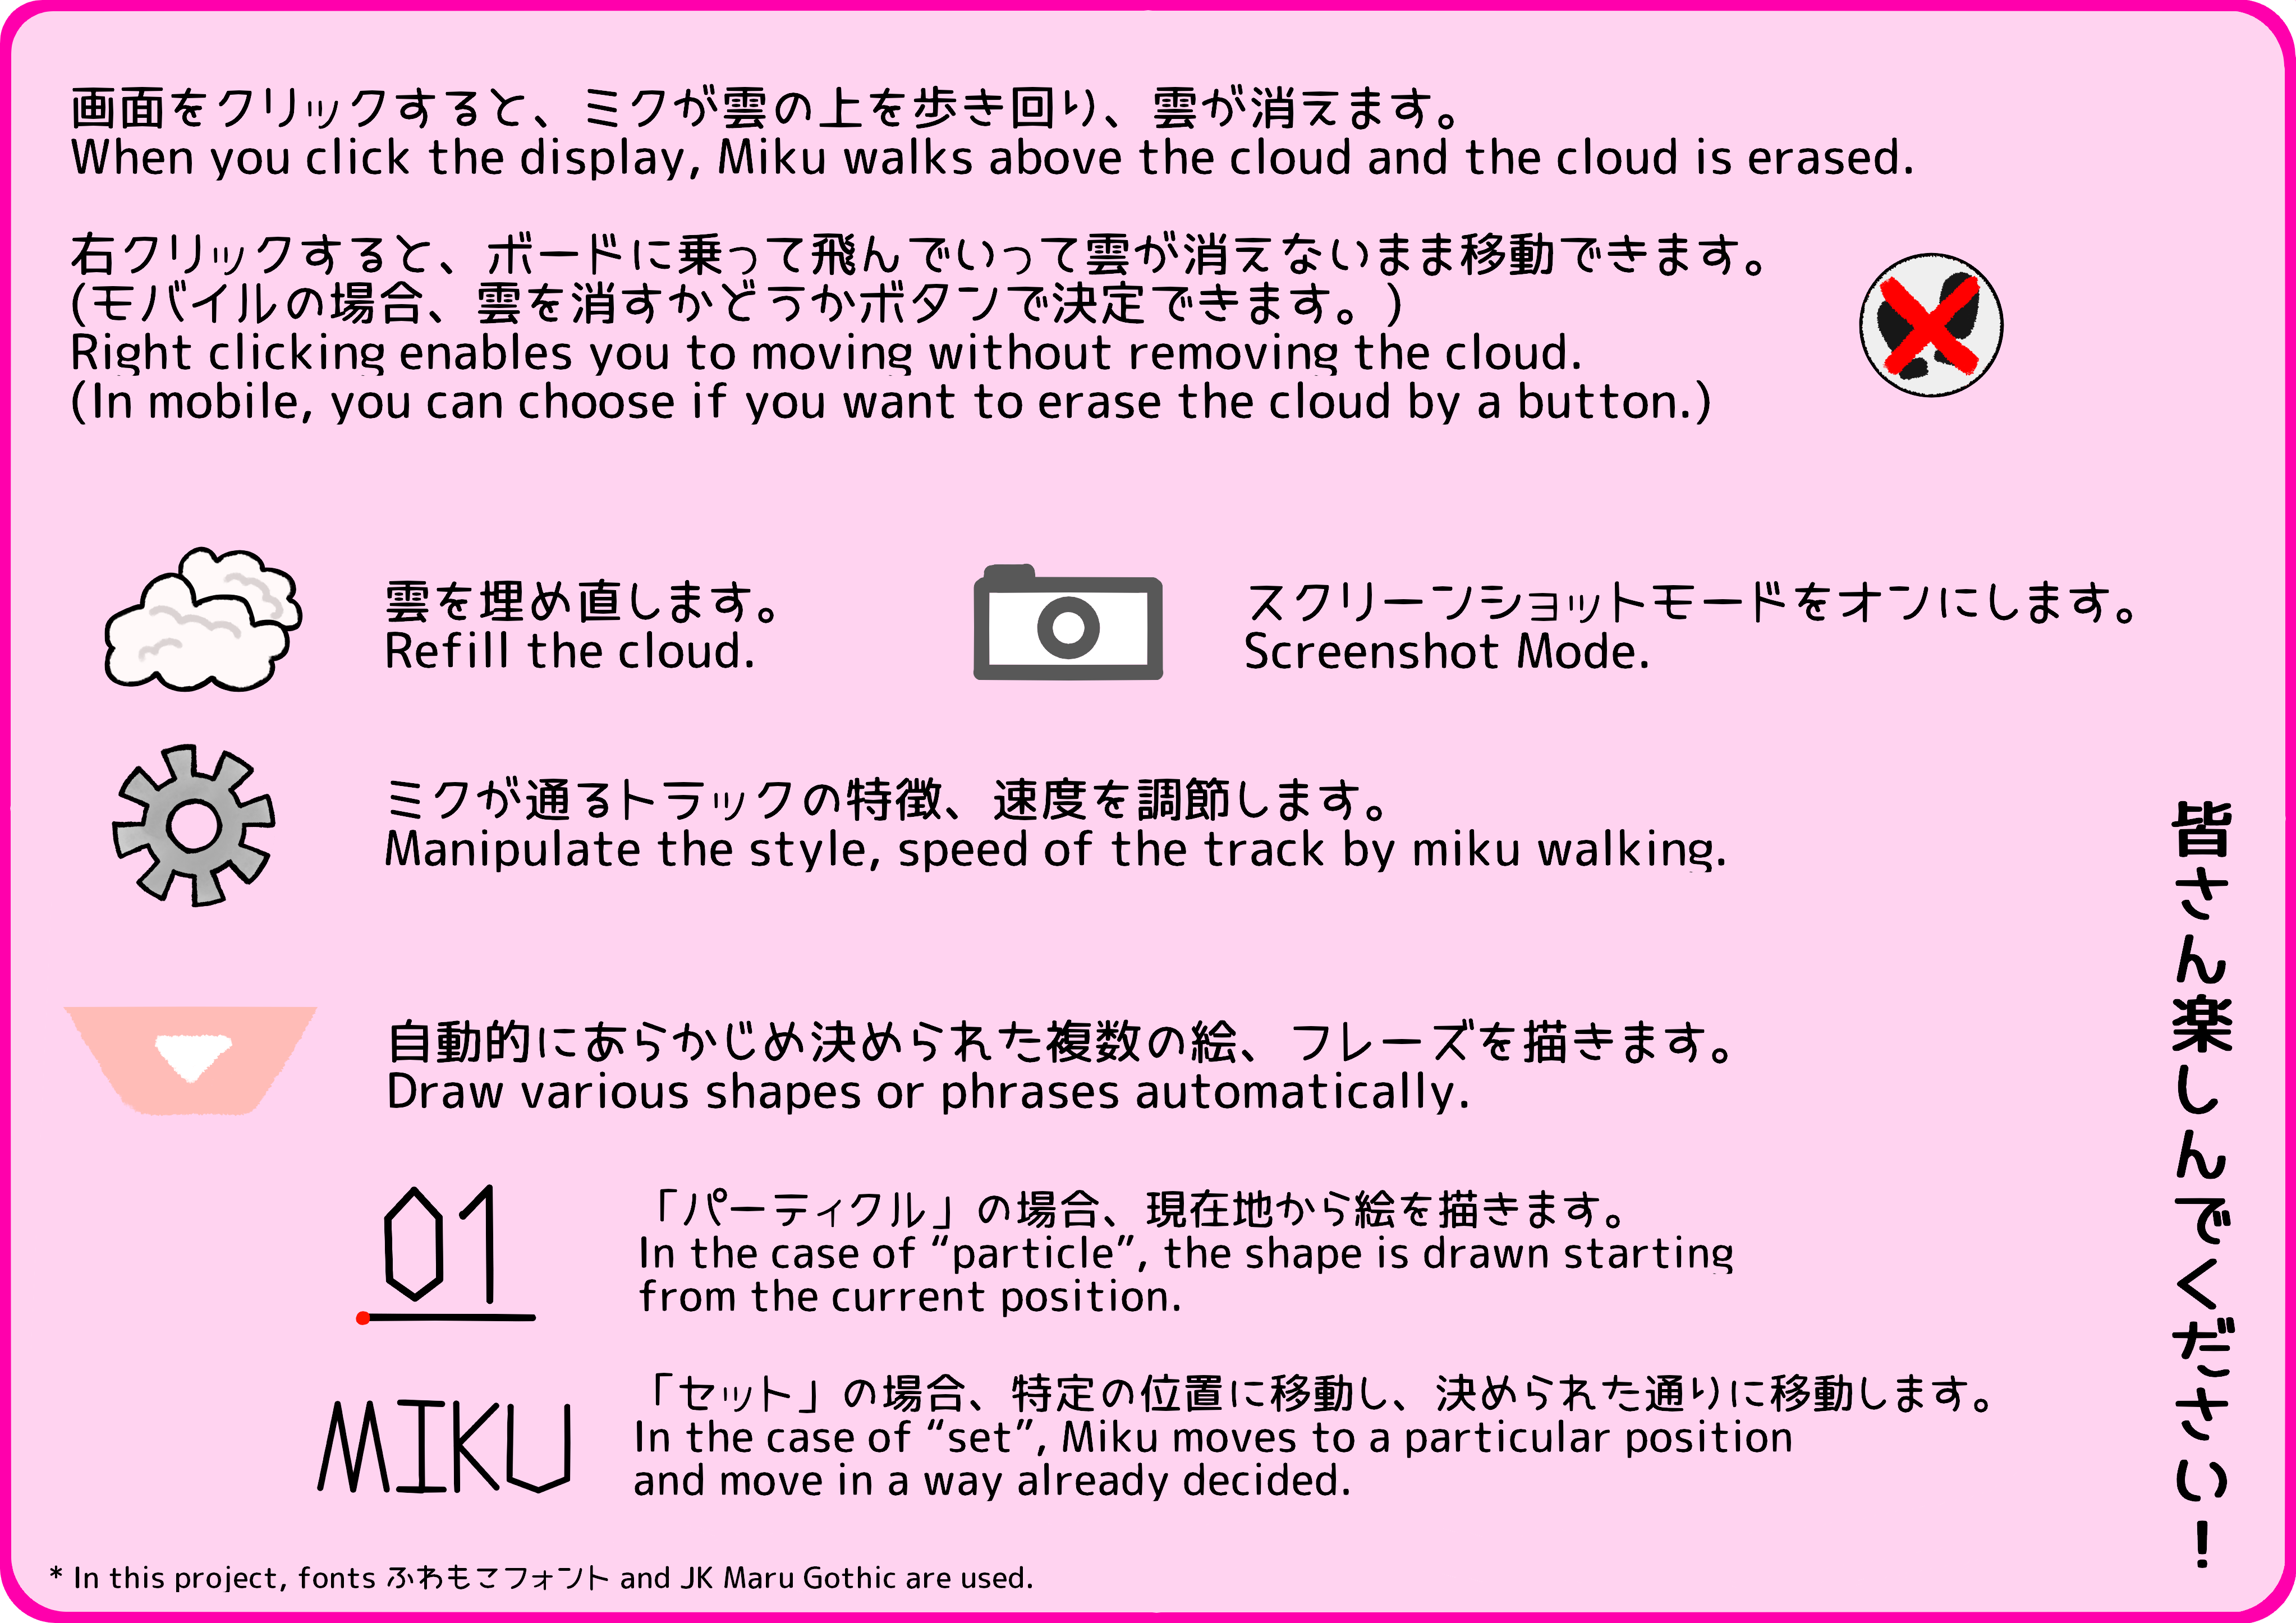 画面をクリックすると、ミクが雲の上を歩き回り、雲が消えます。
When you click the display, Miku walks above the cloud and the cloud is erased.
右クリックすると、ボードに乗って飛んでいって雲が消えないまま移動できます。
(モバイルの場合、雲を消すかどうかボタンで決定できます。)
Right clicking enables you to moving without removing the cloud.
(In mobile, you can choose if you want to erase the cloud by a button.)
雲を埋め直します。
Refill the cloud.
スクリーンショットモードをオンにします。
Screenshot Mode.
ミクが通るトラックの特徴、速度を調節します。
Manipulate the style, speed of the track by miku walking.
自動的にあらかじめ決められた複数の絵、フレーズを描きます。
Draw various shapes or phrases automatically.
01
「パーティクル」の場合、現在地から絵を描きます。
In the case of “particle”, the shape is drawn starting
from the current position.
MIKU
「セット」の場合、特定の位置に移動し、決められた通りに移動します。
In the case of “set”, Miku moves to a particular position
and move in a way already decided.
皆さん楽しんでください!
* In this project, fonts ふわもこフォント and JK Maru Gothic are used.